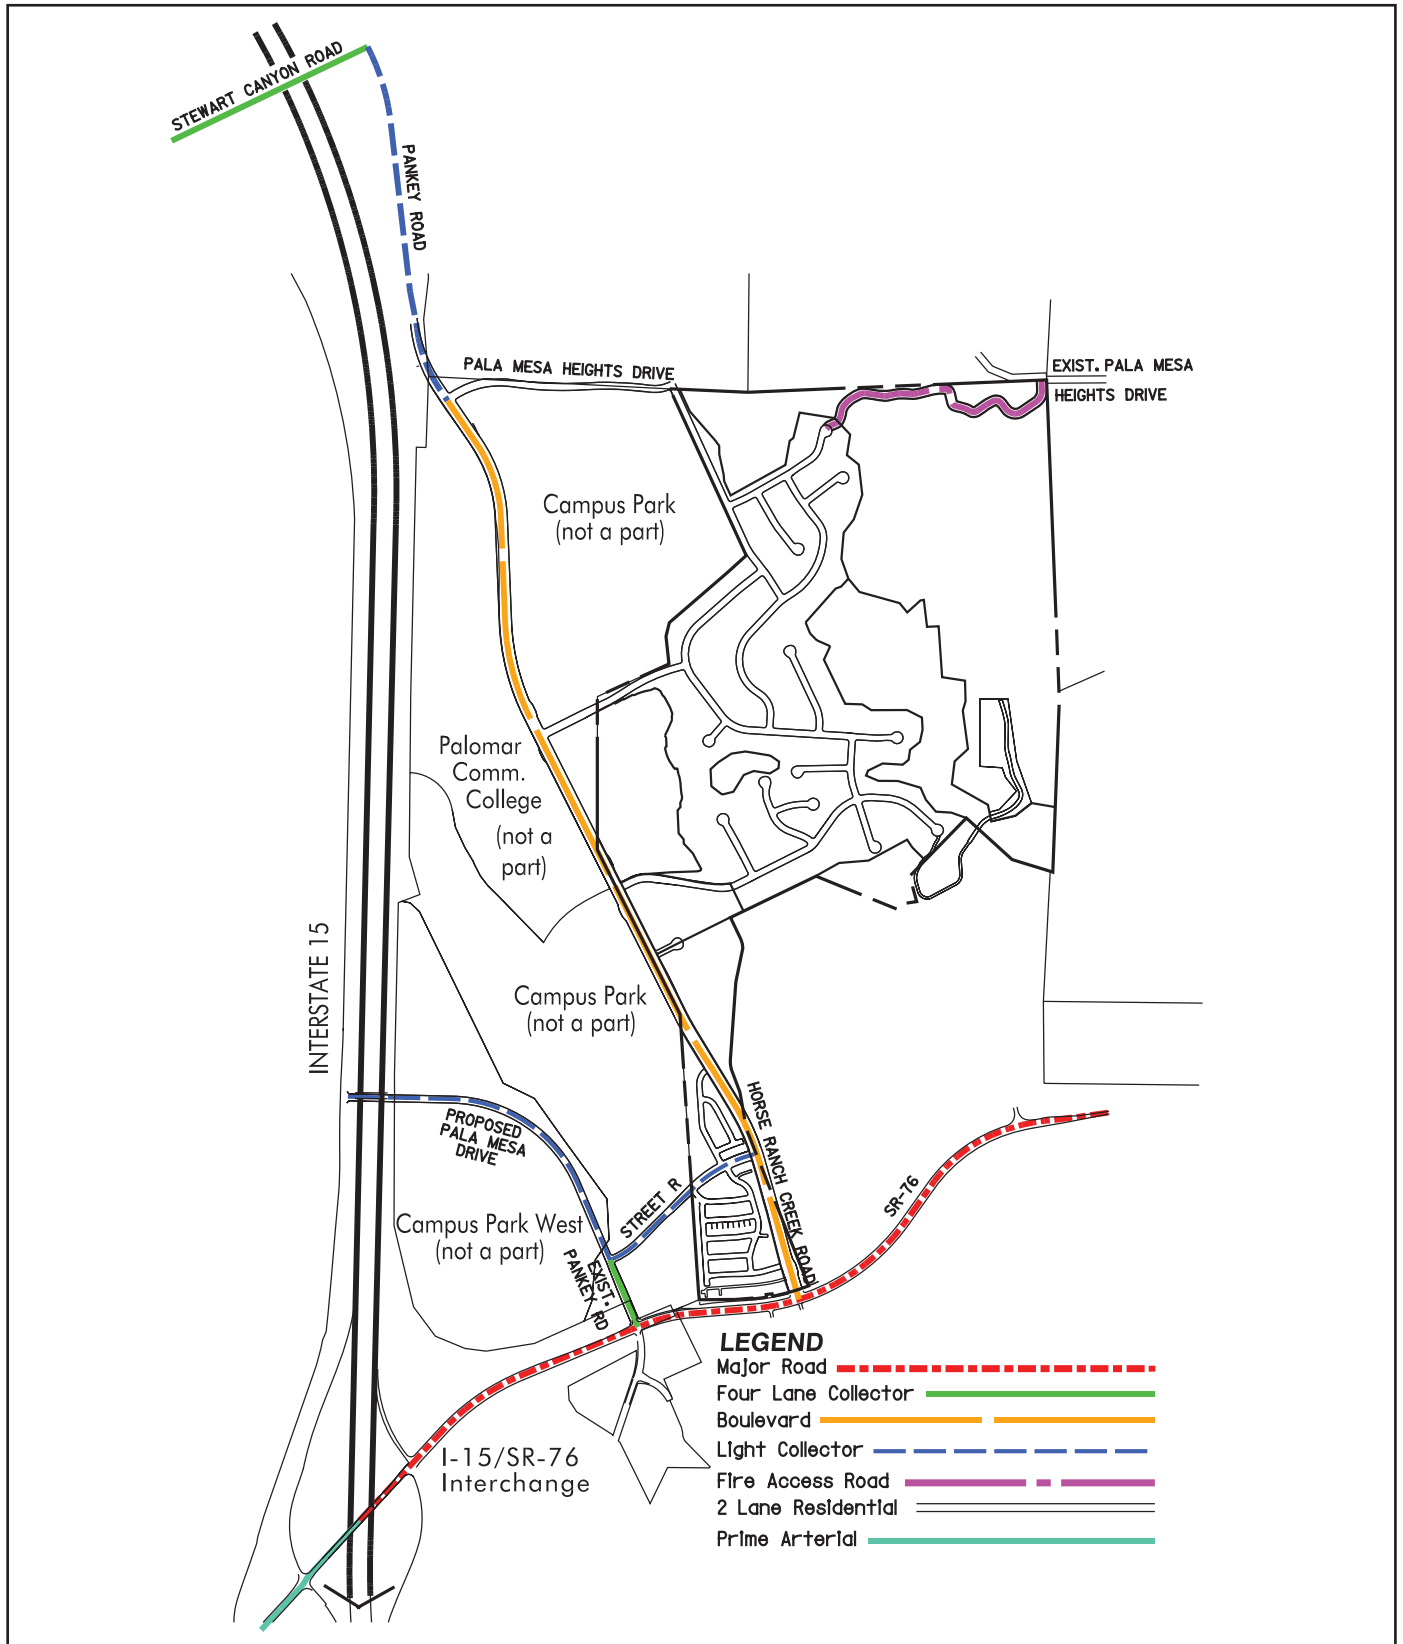 STEWART CANYON ROAD
PANKEY ROAD
PALA MESA HEIGHTS DRIVE
EXIST. PALA MESA
HEIGHTS DRIVE
Campus Park
(not a part)
Palomar
Comm.
College
(not a
part)
INTERSTATE 15
Campus Park
(not a part)
PROPOSED
PALA MESA
DRIVE
HORSE RANCH CREEK ROAD
STREET R
SR-76
Campus Park West
(not a part)
EXIST.
PANKEY RD
I-15/SR-76
Interchange
LEGEND
Major Road
Four Lane Collector
Boulevard
Light Collector
Fire Access Road
2 Lane Residential
Prime Arterial